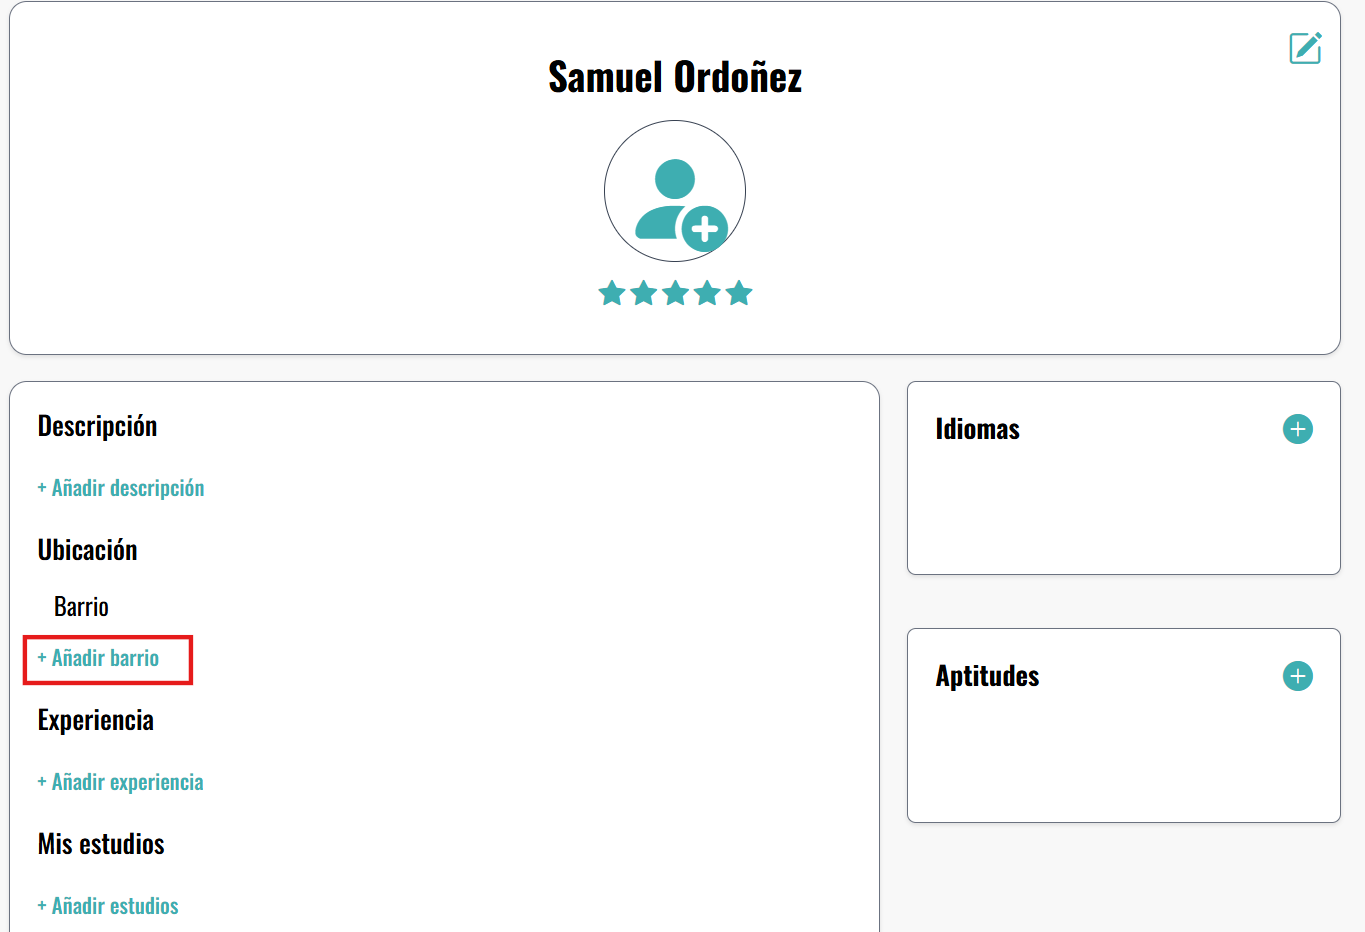 Samuel Ordoñez
Descripción
+ Añadir descripción
Ubicación
Barrio
+ Añadir barrio
Experiencia
+ Añadir experiencia
Mis estudios
+ Añadir estudios
Idiomas
Aptitudes